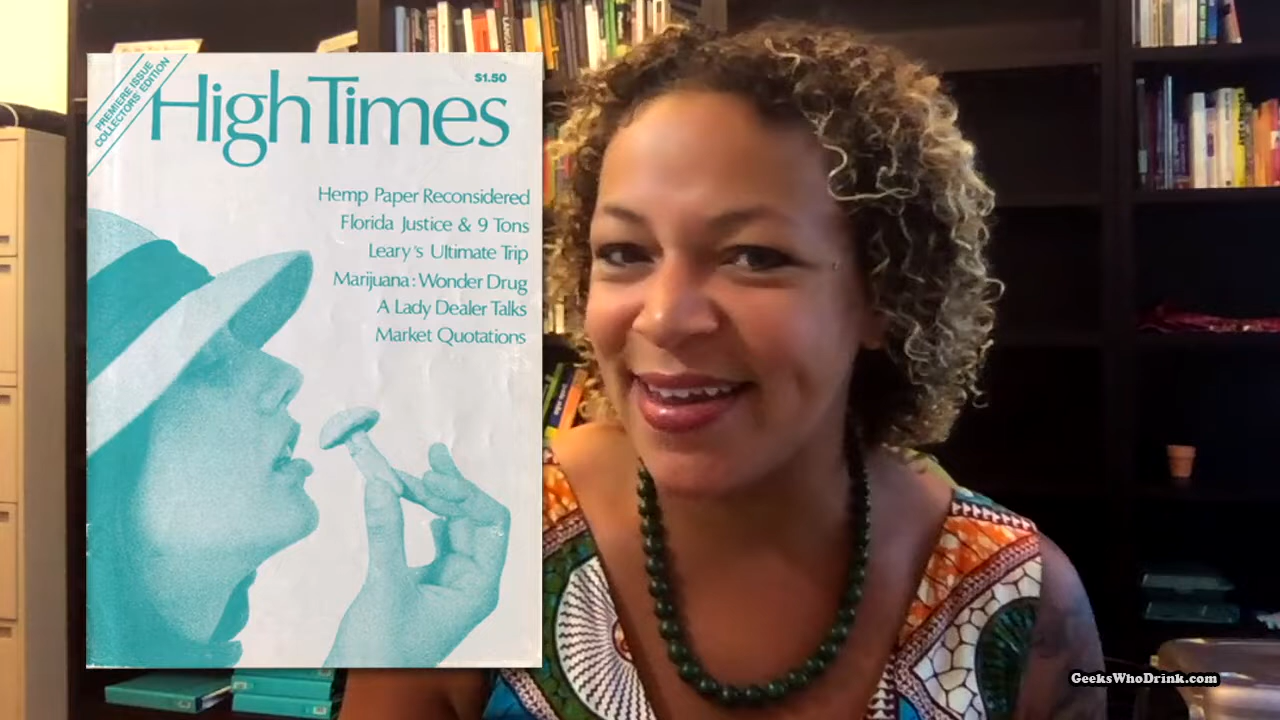 PREMIERE ISSUE
COLLECTORS' EDITION
$1.50
High Times
Hemp Paper Reconsidered
Florida Justice & 9 Tons
Leary's Ultimate Trip
Marijuana: Wonder Drug
A Lady Dealer Talks
Market Quotations
GeeksWhoDrink.com